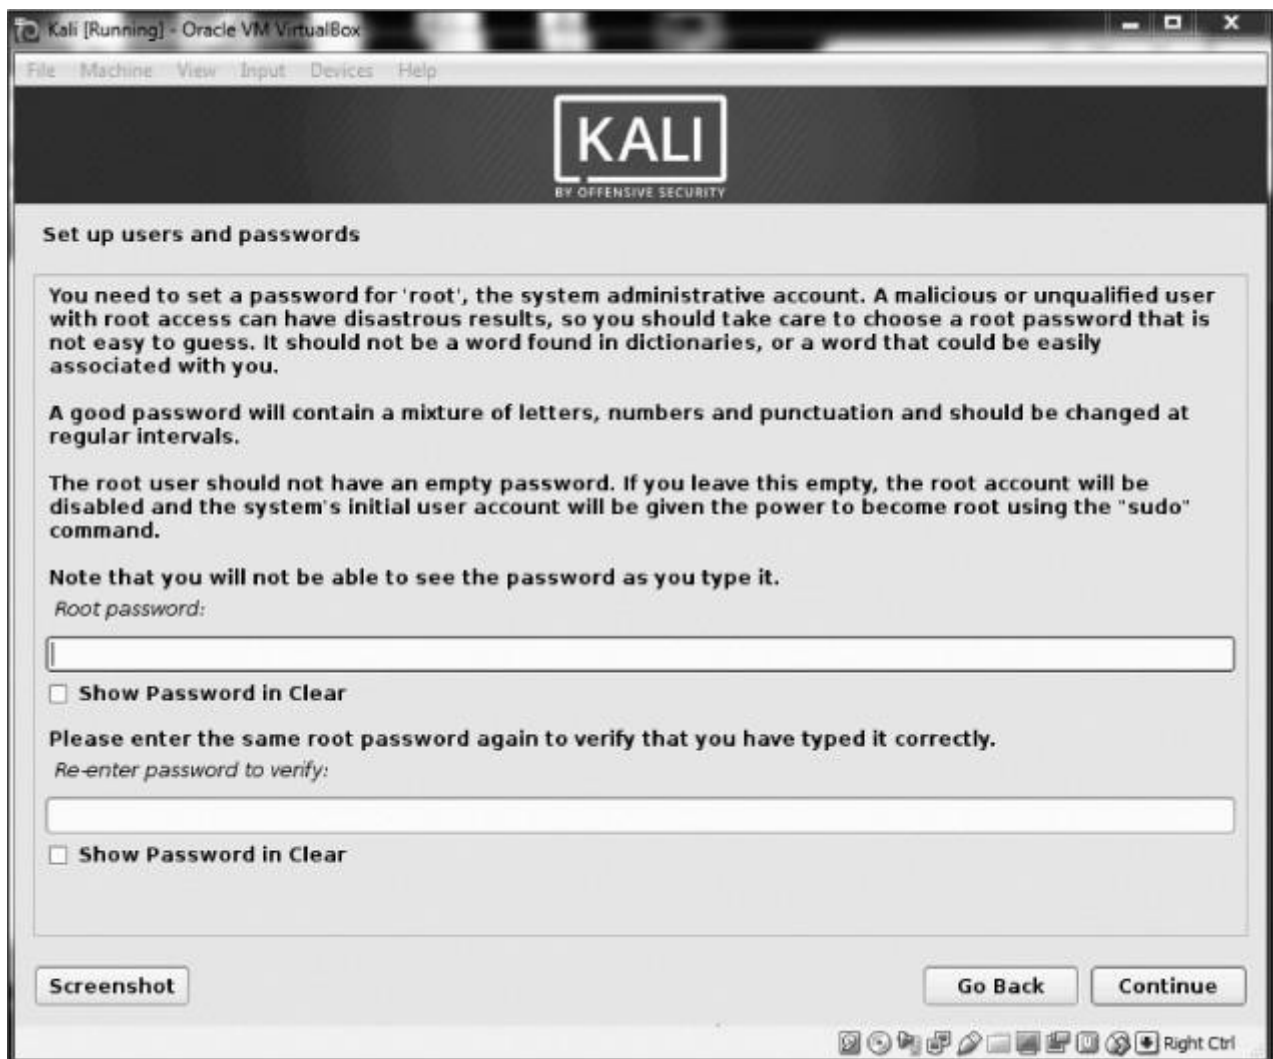 Kali [Running] - Oracle VM VirtualBox
File Machine View Input Devices Help
KALI
BY OFFENSIVE SECURITY
Set up users and passwords
You need to set a password for 'root', the system administrative account. A malicious or unqualified user
with root access can have disastrous results, so you should take care to choose a root password that is
not easy to guess. It should not be a word found in dictionaries, or a word that could be easily
associated with you.
A good password will contain a mixture of letters, numbers and punctuation and should be changed at
regular intervals.
The root user should not have an empty password. If you leave this empty, the root account will be
disabled and the system's initial user account will be given the power to become root using the "sudo"
command.
Note that you will not be able to see the password as you type it.
Root password:
Show Password in Clear
Please enter the same root password again to verify that you have typed it correctly.
Re-enter password to verify:
Show Password in Clear
Screenshot
Go Back
Continue
Right Ctrl